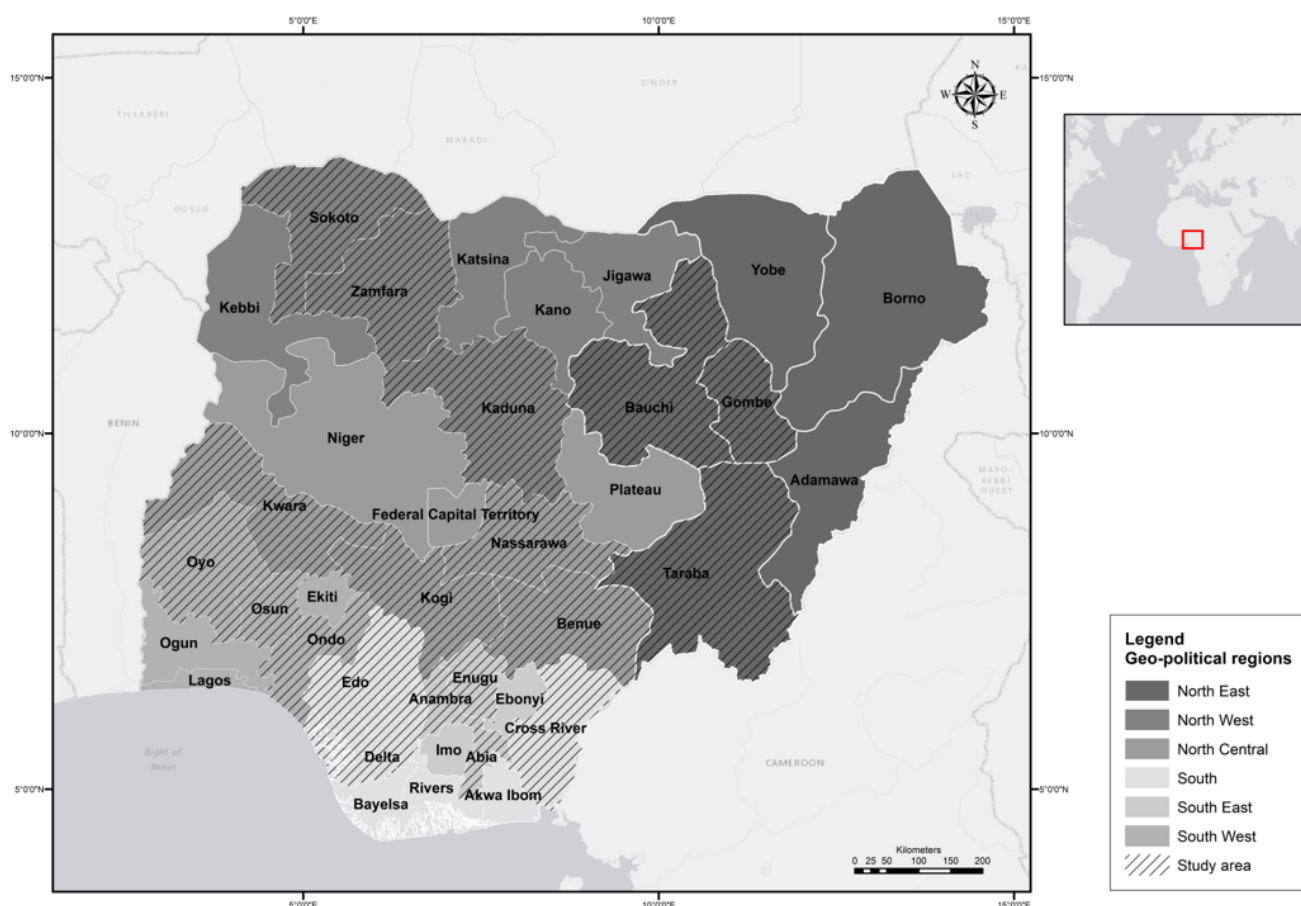 5°0'0"E
10°0'0"E
15°0'0"E
15°0'0"N
15°0'0"N
ZINDER
KA
N
W
E
S
TILLABÉRI
MARADI
LAC
DOSSO
Sokoto
Katsina
Jigawa
Yobe
Borno
Zamfara
Kebbi
Kano
Kaduna
Bauchi
Gombe
BENIN
10°0'0"N
10°0'0"N
Niger
MAYO-
KEBBI
OUEST
Adamawa
Plateau
Kwara
Federal Capital Territory
Nassarawa
Oyo
Taraba
Ekiti
Kogi
Osun
Benue
Ogun
Ondo
Lagos
Edo
Enugu
Anambra
Ebonyi
Cross River
Bight of
Benin
Delta
Imo
Abia
CAMEROON
5°0'0"N
Rivers
Akwa Ibom
5°0'0"N
Bayelsa
Kilometers
0 25 50 100 150 200
5°0'0"E
10°0'0"E
15°0'0"E
Legend
Geo-political regions
North East
North West
North Central
South
South East
South West
Study area